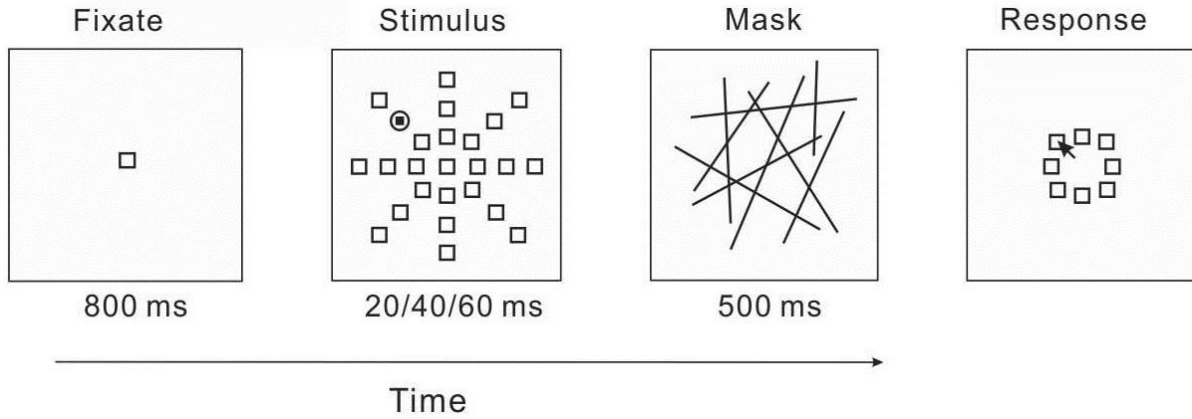 Fixate
Stimulus
Mask
Response
800 ms
20/40/60 ms
500 ms
Time